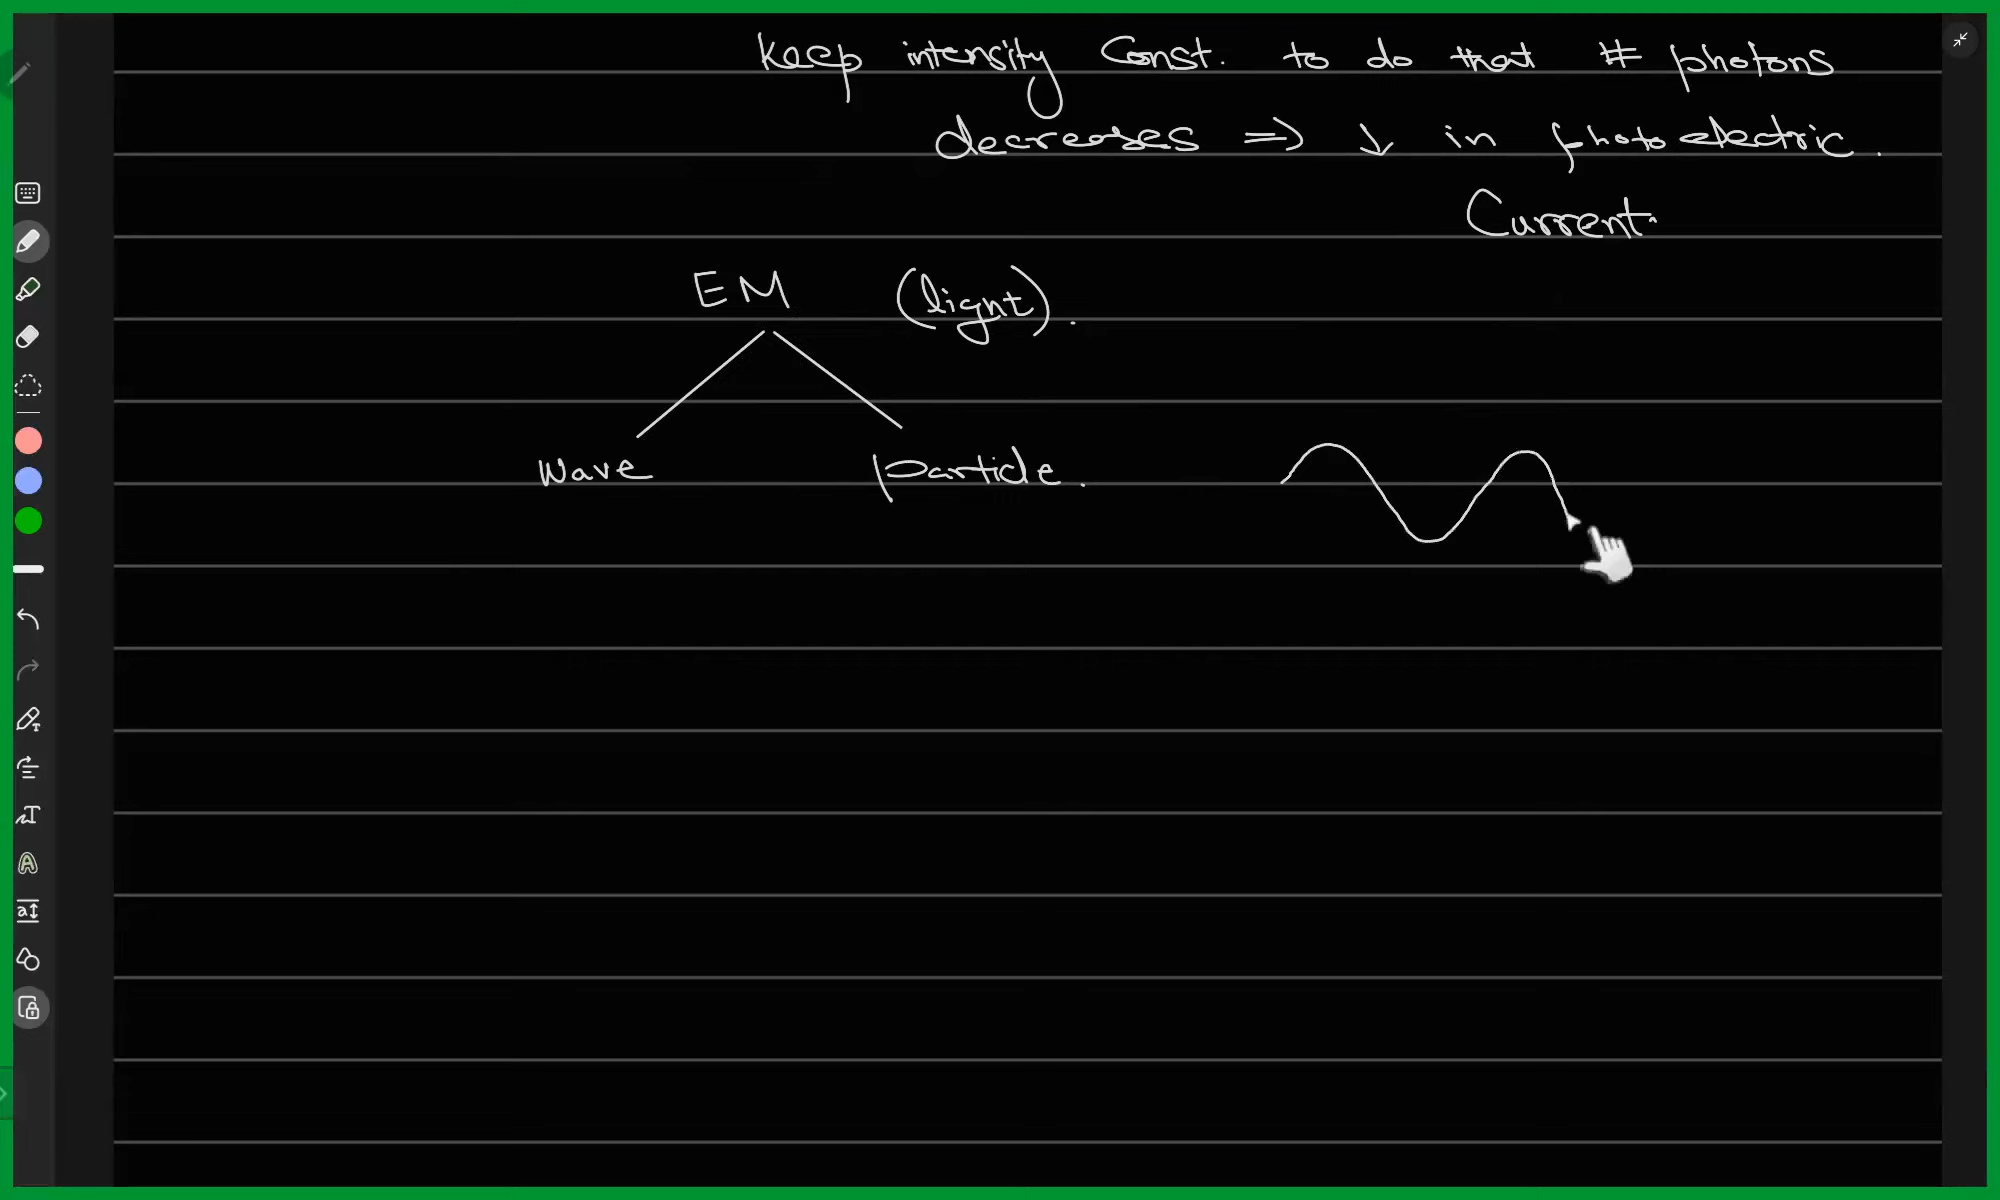 keep intensity Const. to do that # photons
decreases => ↓ in photoelectric.
Current.
EM (light).
wave particle.